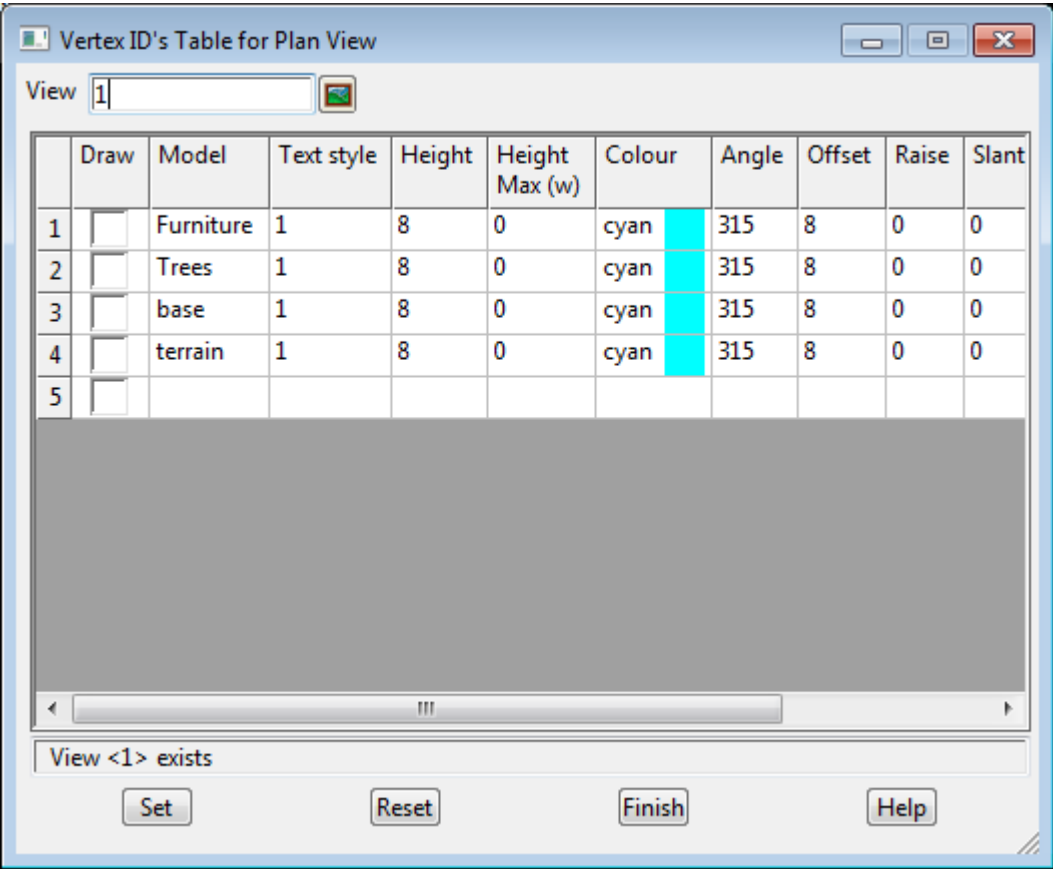 Vertex ID's Table for Plan View
View 1
Draw Model Text style Height Height Max (w) Colour Angle Offset Raise Slant
1 Furniture 1 8 0 cyan 315 8 0 0
2 Trees 1 8 0 cyan 315 8 0 0
3 base 1 8 0 cyan 315 8 0 0
4 terrain 1 8 0 cyan 315 8 0 0
5
View <1> exists
Set Reset Finish Help